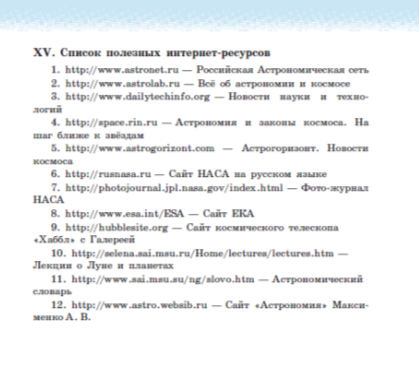 XV. Список полезных интернет-ресурсов
1. http://www.astronet.ru — Российская Астрономическая сеть
2. http://www.astrolab.ru — Всё об астрономии и космосе
3. http://www.dailytechinfo.org — Новости науки и техно-
логий
4. http://space.rin.ru — Астрономия и законы космоса. На
шаг ближе к звёздам
5. http://www.astrogorizont.com — Астрогоризонт. Новости
космоса
6. http://rusnasa.ru — Сайт НАСА на русском языке
7. http://photojournal.jpl.nasa.gov/index.html — Фото-журнал
НАСА
8. http://www.esa.int/ESA — Сайт ЕКА
9. http://hubblesite.org — Сайт космического телескопа
«Хаббл» с Галереей
10. http://selena.sai.msu.ru/Home/lectures/lectures.htm —
Лекции о Луне и планетах
11. http://www.sai.msu.su/ng/slovo.htm — Астрономический
словарь
12. http://www.astro.websib.ru — Сайт «Астрономия» Макси-
менко А. В.